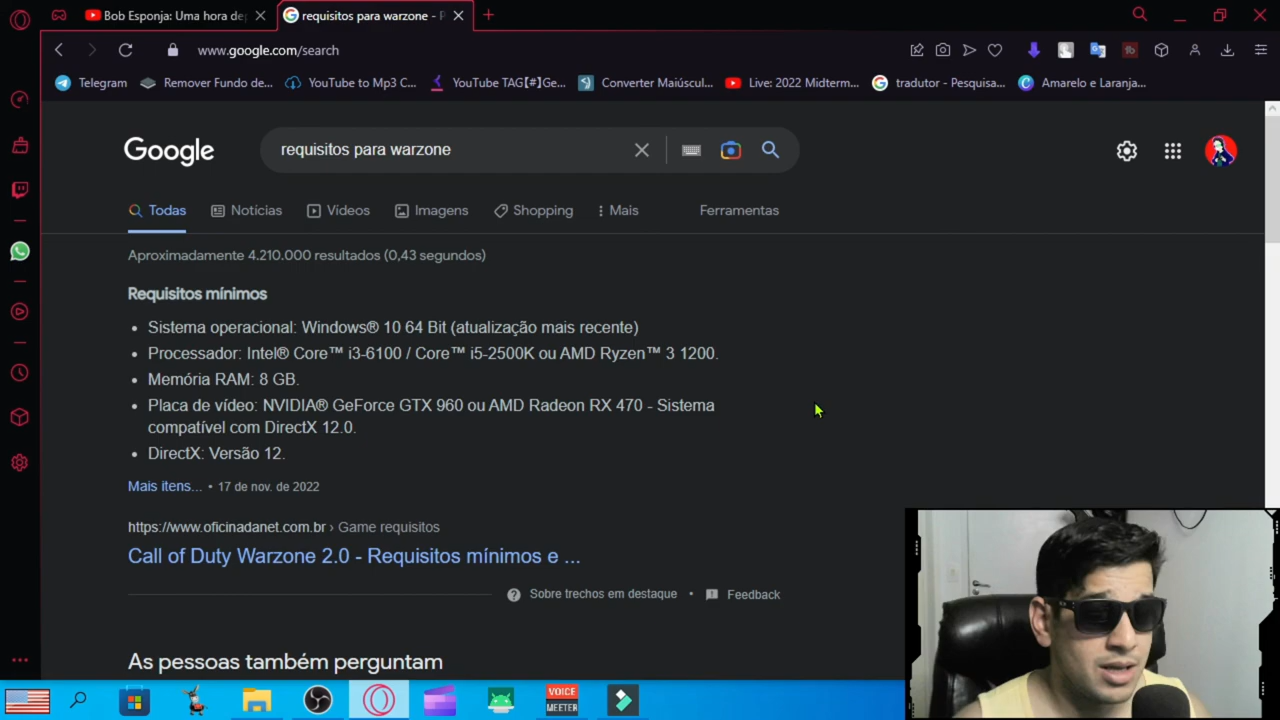 Bob Esponja: Uma hora de
requisitos para warzone - P
www.google.com/search
Telegram
Remover Fundo de...
YouTube to Mp3 C...
YouTube TAG【#】Ge...
Converter Maiúscul...
Live: 2022 Midterm...
tradutor - Pesquisa...
Amarelo e Laranja...
Google
requisitos para warzone
Todas
Notícias
Vídeos
Imagens
Shopping
Mais
Ferramentas
Aproximadamente 4.210.000 resultados (0,43 segundos)
Requisitos mínimos
Sistema operacional: Windows® 10 64 Bit (atualização mais recente)
Processador: Intel® Core™ i3-6100 / Core™ i5-2500K ou AMD Ryzen™ 3 1200.
Memória RAM: 8 GB.
Placa de vídeo: NVIDIA® GeForce GTX 960 ou AMD Radeon RX 470 - Sistema
compatível com DirectX 12.0.
DirectX: Versão 12.
Mais itens... • 17 de nov. de 2022
https://www.oficinadanet.com.br › Game requisitos
Call of Duty Warzone 2.0 - Requisitos mínimos e ...
Sobre trechos em destaque • Feedback
As pessoas também perguntam
VOICE
MEETER